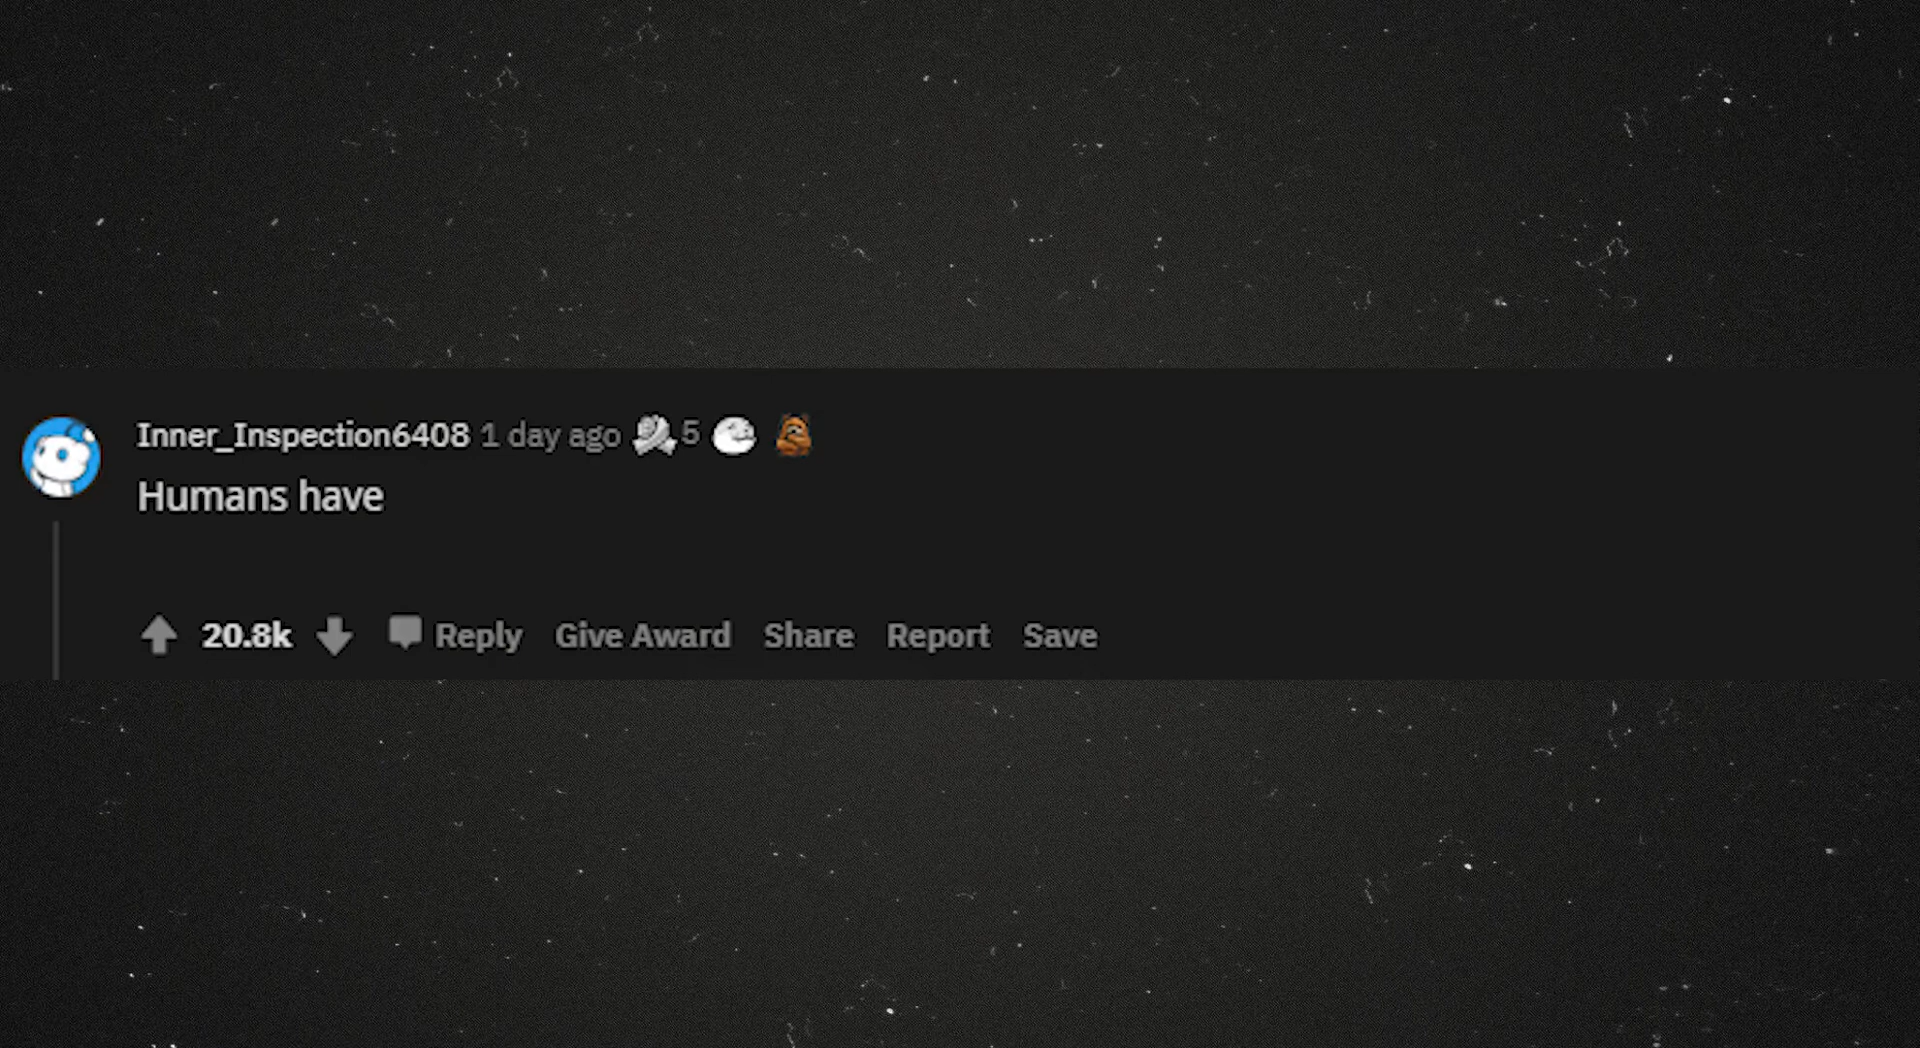 Inner_Inspection6408 1 day ago 5
Humans have
20.8k Reply Give Award Share Report Save